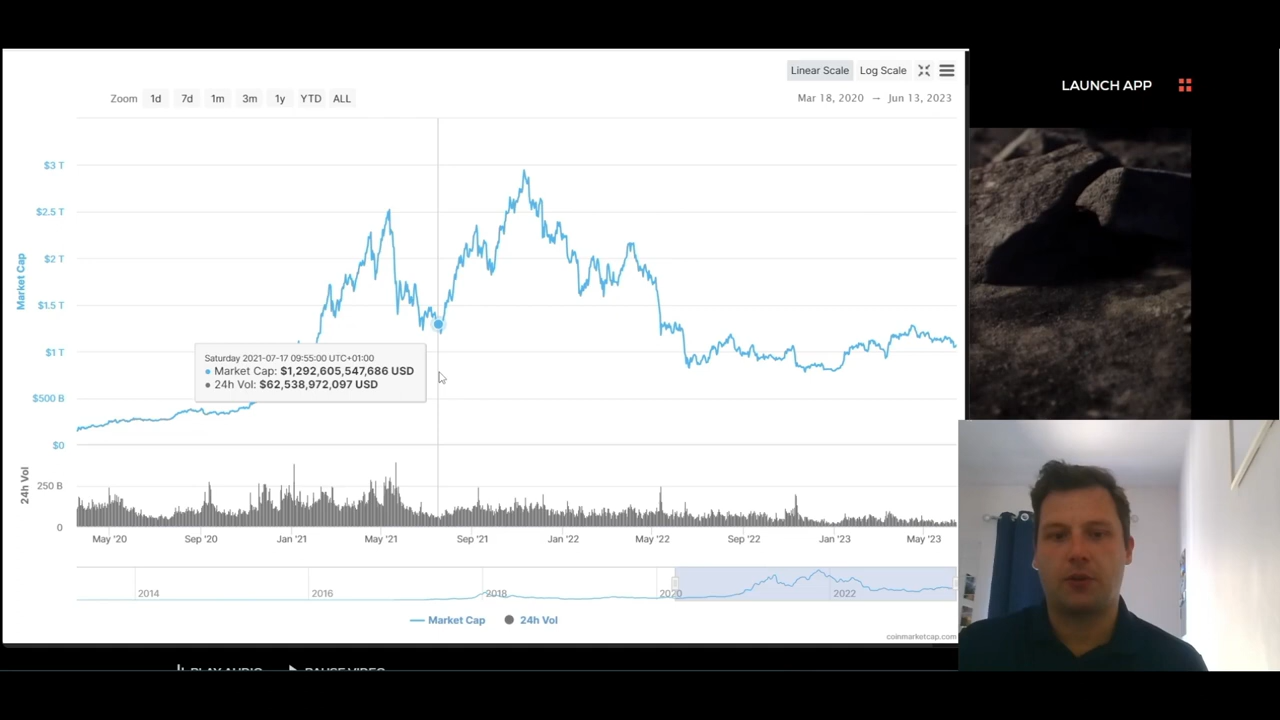 Linear Scale Log Scale
LAUNCH APP
Zoom 1d 7d 1m 3m 1y YTD ALL
Mar 18, 2020 → Jun 13, 2023
$3 T
$2.5 T
$2 T
$1.5 T
$1 T
$500 B
$0
Market Cap
Saturday 2021-07-17 09:55:00 UTC+01:00
● Market Cap: $1,292,605,547,686 USD
● 24h Vol: $62,538,972,097 USD
250 B
0
24h Vol
May '20 Sep '20 Jan '21 May '21 Sep '21 Jan '22 May '22 Sep '22 Jan '23 May '23
2014 2016 2018 2020 2022
Market Cap 24h Vol
coinmarketcap.com
PLAY AUDIO PAUSE VIDEO